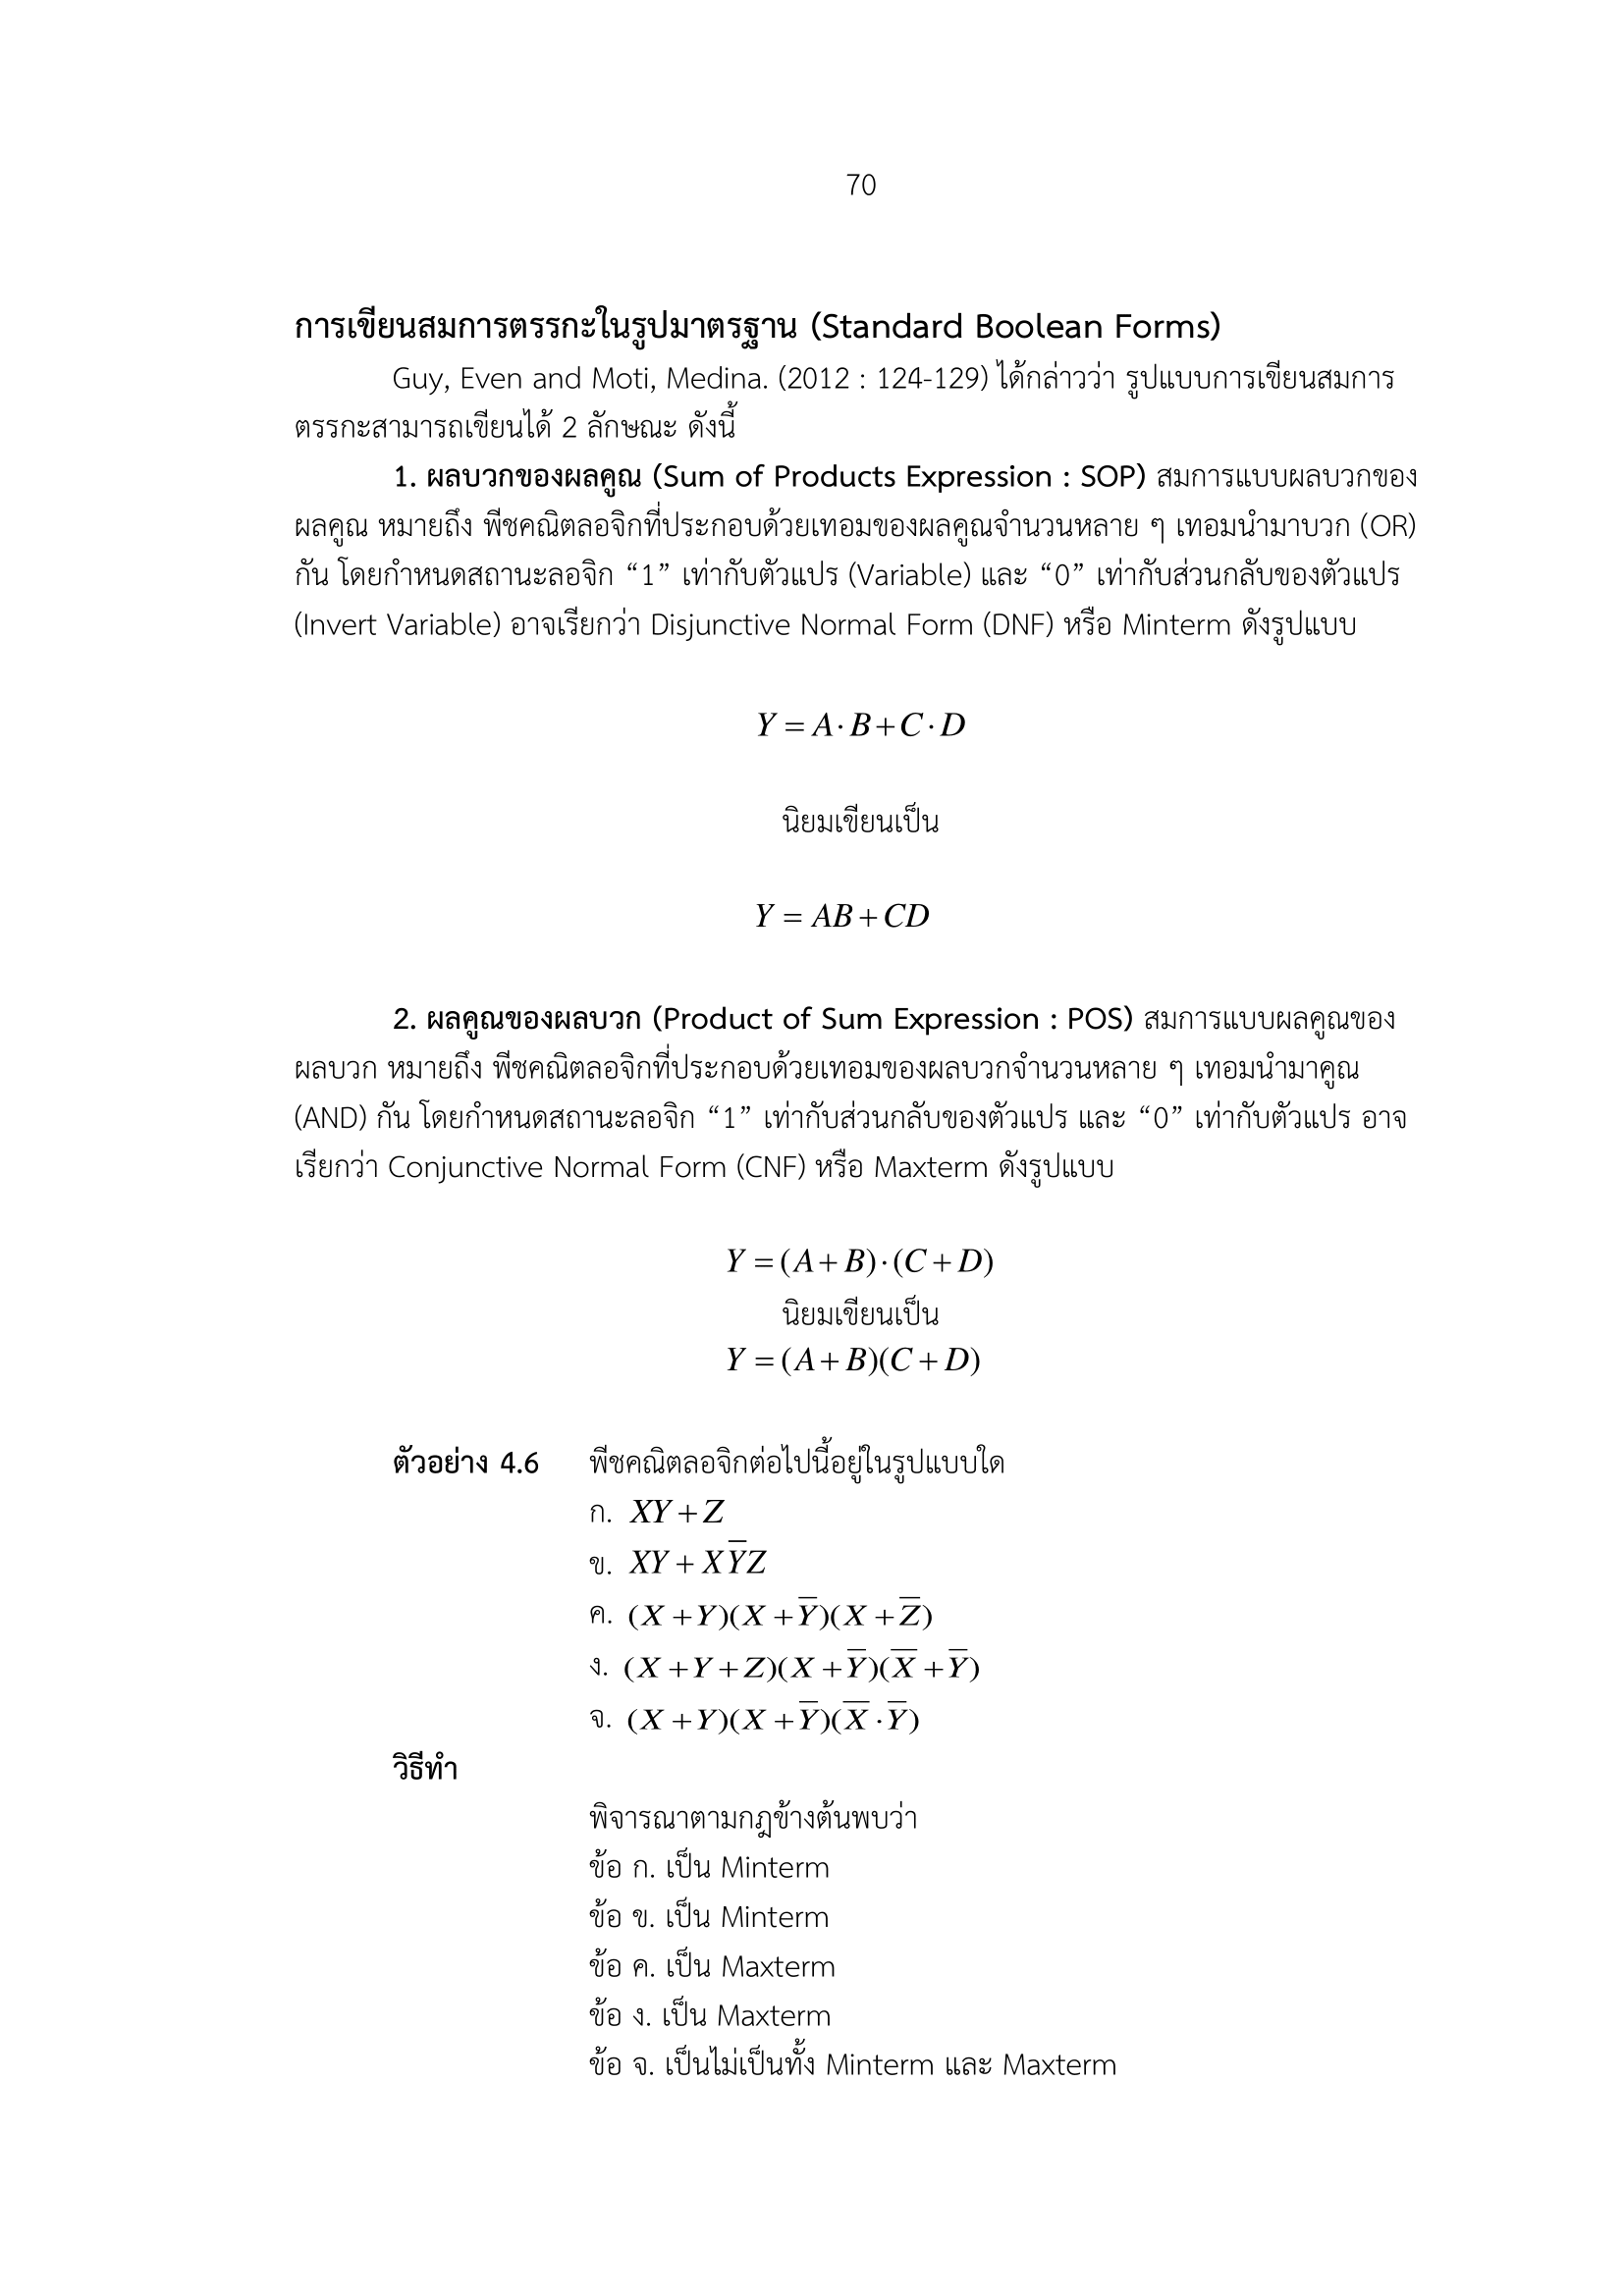 70
การเขียนสมการตรรกะในรูปมาตรฐาน (Standard Boolean Forms)
Guy, Even and Moti, Medina. (2012 : 124-129) ได้กล่าวว่า รูปแบบการเขียนสมการ
ตรรกะสามารถเขียนได้ 2 ลักษณะ ดังนี้
1. ผลบวกของผลคูณ (Sum of Products Expression : SOP) สมการแบบผลบวกของ
ผลคูณ หมายถึง พีชคณิตลอจิกที่ประกอบด้วยเทอมของผลคูณจำนวนหลาย ๆ เทอมนำมาบวก (OR)
กัน โดยกำหนดสถานะลอจิก “1” เท่ากับตัวแปร (Variable) และ “0” เท่ากับส่วนกลับของตัวแปร
(Invert Variable) อาจเรียกว่า Disjunctive Normal Form (DNF) หรือ Minterm ดังรูปแบบ
Y = A · B + C · D
นิยมเขียนเป็น
Y = AB + CD
2. ผลคูณของผลบวก (Product of Sum Expression : POS) สมการแบบผลคูณของ
ผลบวก หมายถึง พีชคณิตลอจิกที่ประกอบด้วยเทอมของผลบวกจำนวนหลาย ๆ เทอมนำมาคูณ
(AND) กัน โดยกำหนดสถานะลอจิก “1” เท่ากับส่วนกลับของตัวแปร และ “0” เท่ากับตัวแปร อาจ
เรียกว่า Conjunctive Normal Form (CNF) หรือ Maxterm ดังรูปแบบ
Y = (A + B) · (C + D)
นิยมเขียนเป็น
Y = (A + B)(C + D)
ตัวอย่าง 4.6 พีชคณิตลอจิกต่อไปนี้อยู่ในรูปแบบใด
ก. XY + Z
ข. XY + XY̅Z
ค. (X + Y)(X + Y̅)(X + Z̅)
ง. (X + Y + Z)(X + Y̅)(X̅ + Y̅)
จ. (X + Y)(X + Y̅)(X̅ · Y̅)
วิธีทำ
พิจารณาตามกฎข้างต้นพบว่า
ข้อ ก. เป็น Minterm
ข้อ ข. เป็น Minterm
ข้อ ค. เป็น Maxterm
ข้อ ง. เป็น Maxterm
ข้อ จ. เป็นไม่เป็นทั้ง Minterm และ Maxterm